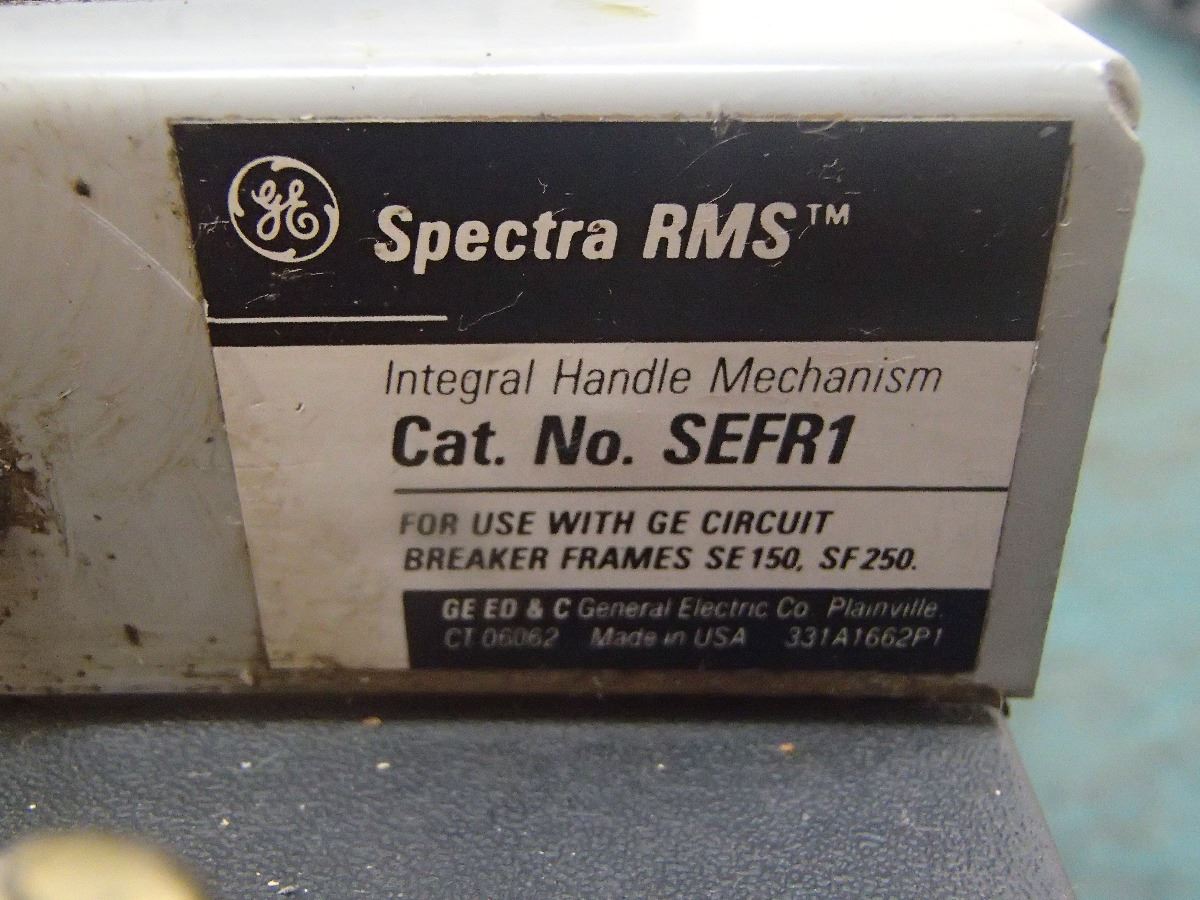 GE
Spectra RMS™
Integral Handle Mechanism
Cat. No. SEFR1
FOR USE WITH GE CIRCUIT
BREAKER FRAMES SE150, SF250.
GE ED & C General Electric Co. Plainville,
CT 06062 Made in USA 331A1662P1